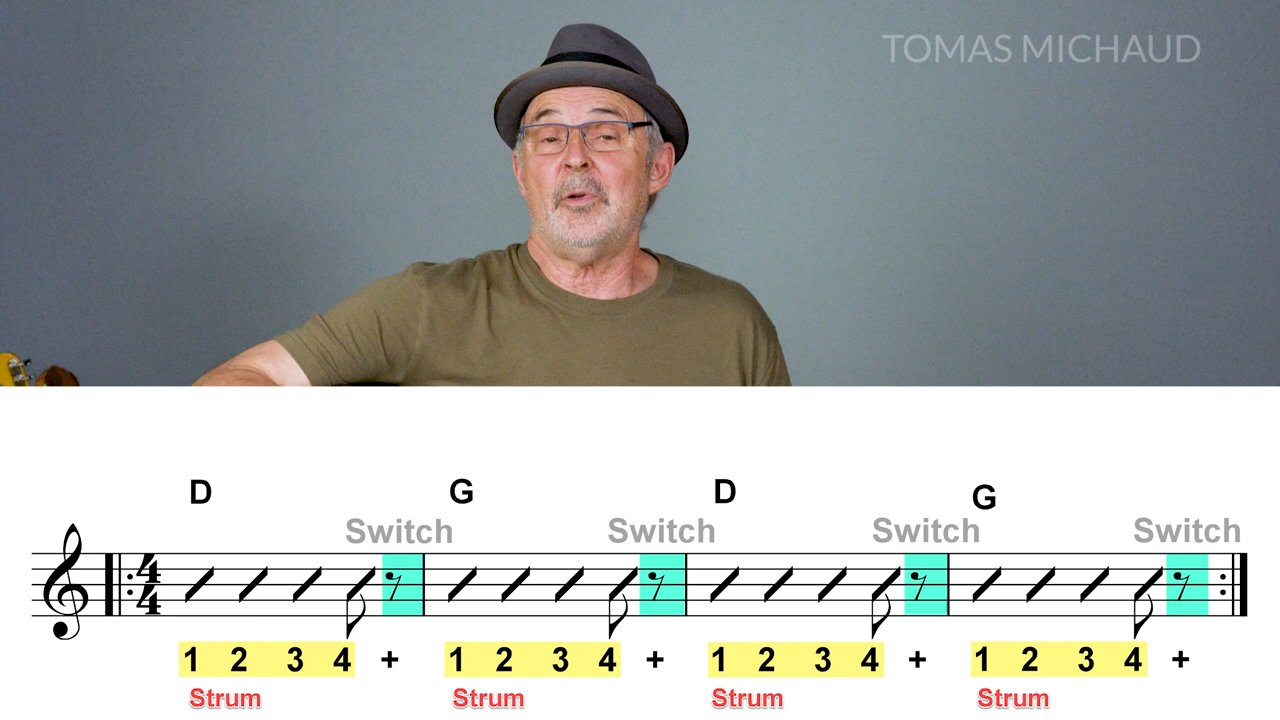 TOMAS MICHAUD
D G D G
Switch Switch Switch Switch
4
4
1 2 3 4 + 1 2 3 4 + 1 2 3 4 + 1 2 3 4 +
Strum Strum Strum Strum